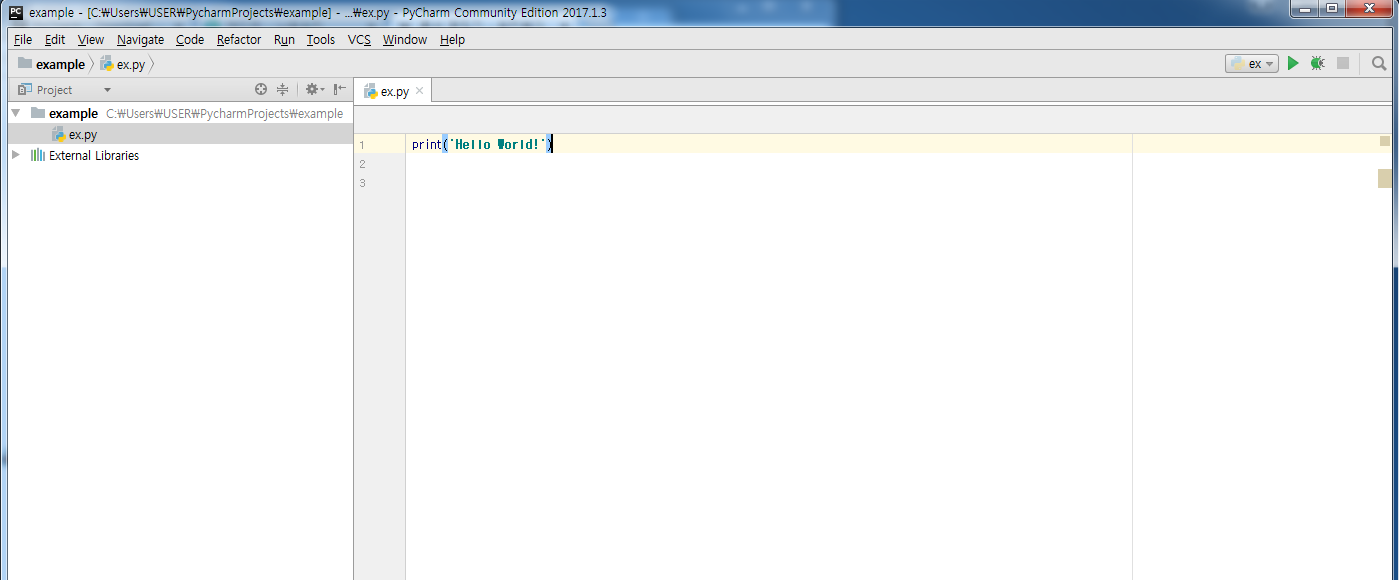 PC example - [C:₩Users₩USER₩PycharmProjects₩example] - ...₩ex.py - PyCharm Community Edition 2017.1.3
File Edit View Navigate Code Refactor Run Tools VCS Window Help
example ex.py ex
Project ex.py
example C:₩Users₩USER₩PycharmProjects₩example
ex.py
External Libraries
1 print('Hello World!')
2
3